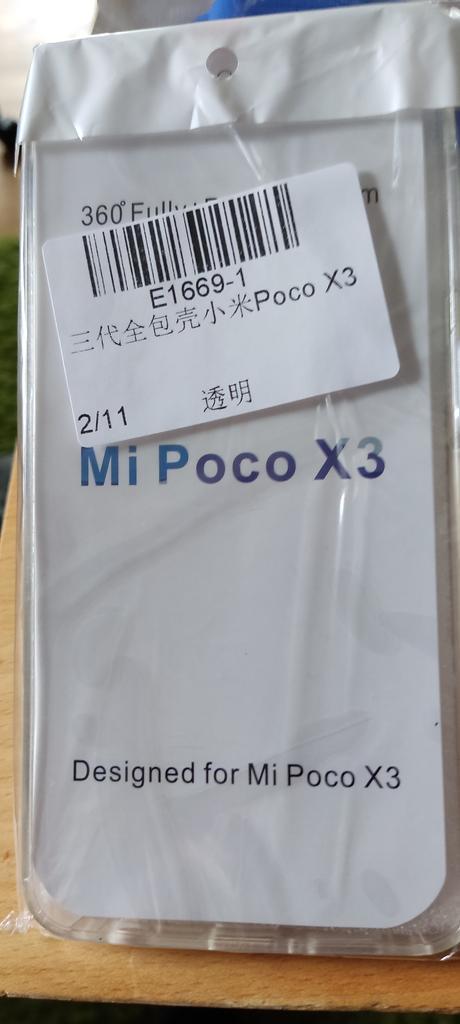 360° Fully
E1669-1
三代全包壳小米Poco X3
2/11 透明
Mi Poco X3
Designed for Mi Poco X3